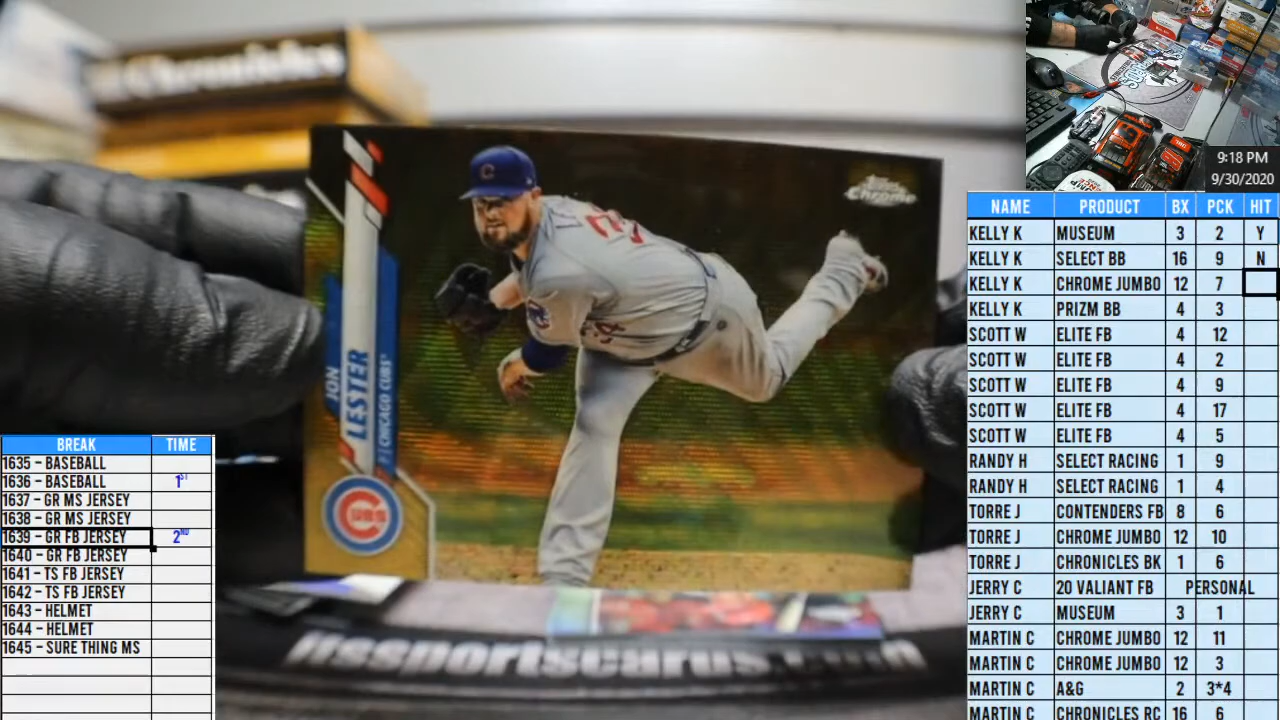 Chronicles
Topps
Chrome
JON
LESTER
P | CHICAGO CUBS
CUBS
C
34
9:18 PM
9/30/2020
NAME PRODUCT BX PCK HIT
KELLY K MUSEUM 3 2 Y
KELLY K SELECT BB 16 9 N
KELLY K CHROME JUMBO 12 7
KELLY K PRIZM BB 4 3
SCOTT W ELITE FB 4 12
SCOTT W ELITE FB 4 2
SCOTT W ELITE FB 4 9
SCOTT W ELITE FB 4 17
SCOTT W ELITE FB 4 5
RANDY H SELECT RACING 1 9
RANDY H SELECT RACING 1 4
TORRE J CONTENDERS FB 8 6
TORRE J CHROME JUMBO 12 10
TORRE J CHRONICLES BK 1 6
JERRY C 20 VALIANT FB PERSONAL
JERRY C MUSEUM 3 1
MARTIN C CHROME JUMBO 12 11
MARTIN C CHROME JUMBO 12 3
MARTIN C A&G 2 3*4
MARTIN C CHRONICLES RC 16 6
BREAK TIME
1635 - BASEBALL
1636 - BASEBALL 1ST
1637 - GR MS JERSEY
1638 - GR MS JERSEY
1639 - GR FB JERSEY 2ND
1640 - GR FB JERSEY
1641 - TS FB JERSEY
1642 - TS FB JERSEY
1643 - HELMET
1644 - HELMET
1645 - SURE THING MS